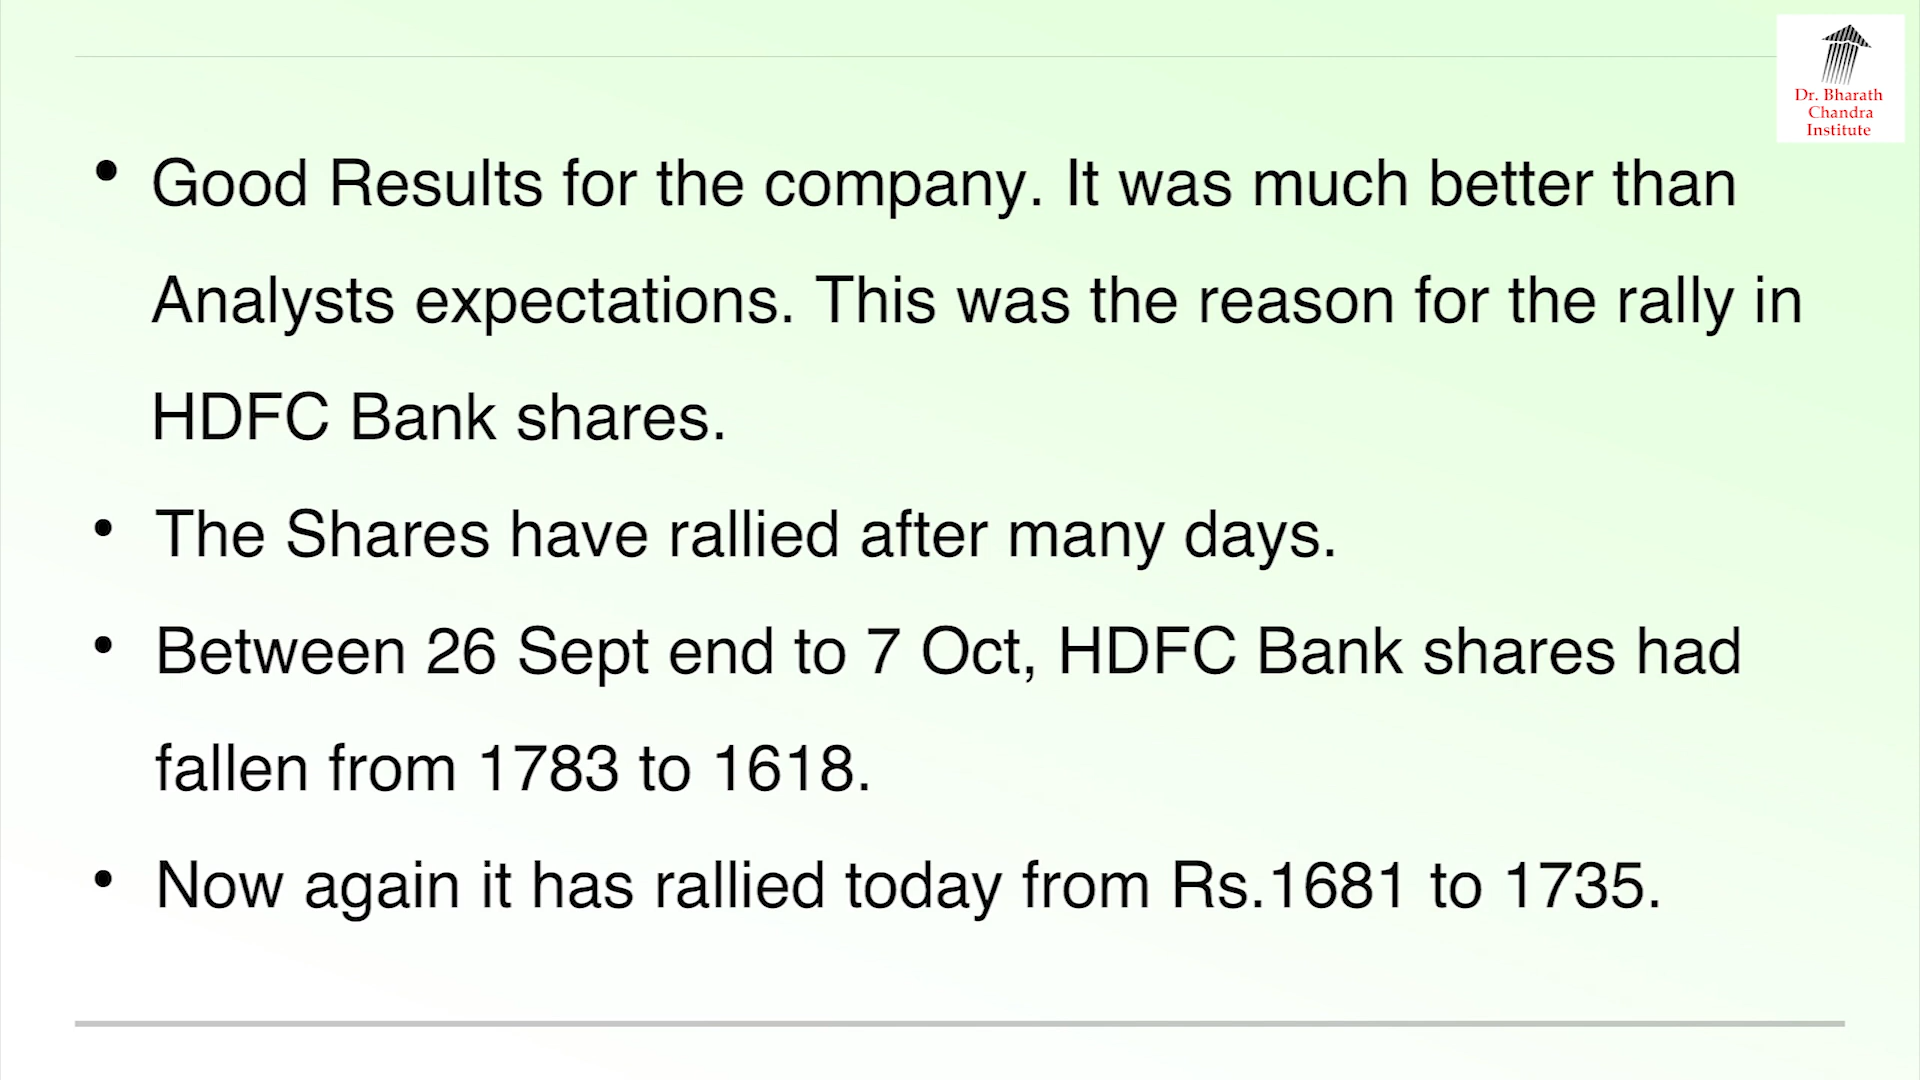 Dr. Bharath
Chandra
Institute
• Good Results for the company. It was much better than
Analysts expectations. This was the reason for the rally in
HDFC Bank shares.
• The Shares have rallied after many days.
• Between 26 Sept end to 7 Oct, HDFC Bank shares had
fallen from 1783 to 1618.
• Now again it has rallied today from Rs.1681 to 1735.